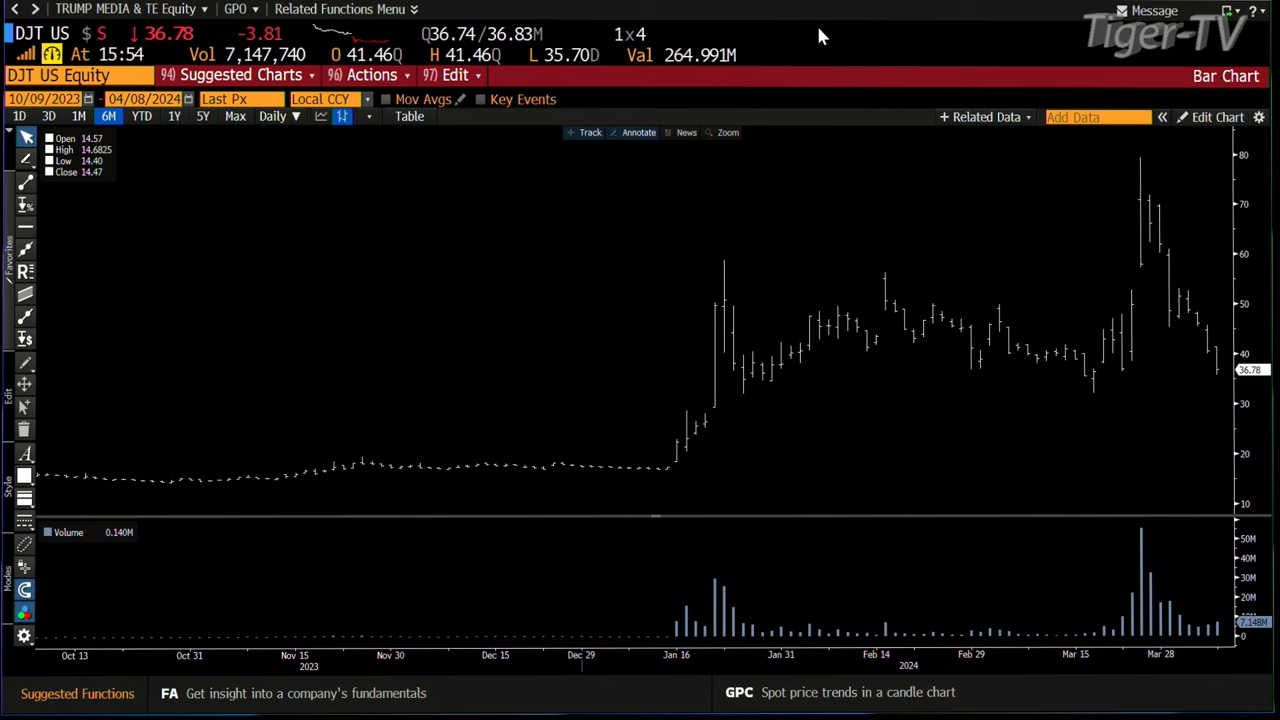 TRUMP MEDIA & TE Equity GPO Related Functions Menu
Message ?
Tiger-TV
DJT US $ S ↓ 36.78 -3.81 Q36.74/36.83M 1x4
At 15:54 Vol 7,147,740 O 41.46Q H 41.46Q L 35.70D Val 264.991M
DJT US Equity 94) Suggested Charts 96) Actions 97) Edit Bar Chart
10/09/2023 - 04/08/2024 Last Px Local CCY Mov Avgs Key Events
1D 3D 1M 6M YTD 1Y 5Y Max Daily ▼ Table + Related Data Add Data « Edit Chart
Track Annotate News Zoom
Open 14.57
High 14.6825
Low 14.40
Close 14.47
80
70
60
50
40
36.78
30
20
10
Favorites
Edit
Style
Modes
Volume 0.140M
50M
40M
30M
20M
7.148M
0
Oct 13 Oct 31 Nov 15 Nov 30 Dec 15 Dec 29 Jan 16 Jan 31 Feb 14 Feb 29 Mar 15 Mar 28
2023 2024
Suggested Functions FA Get insight into a company's fundamentals GPC Spot price trends in a candle chart